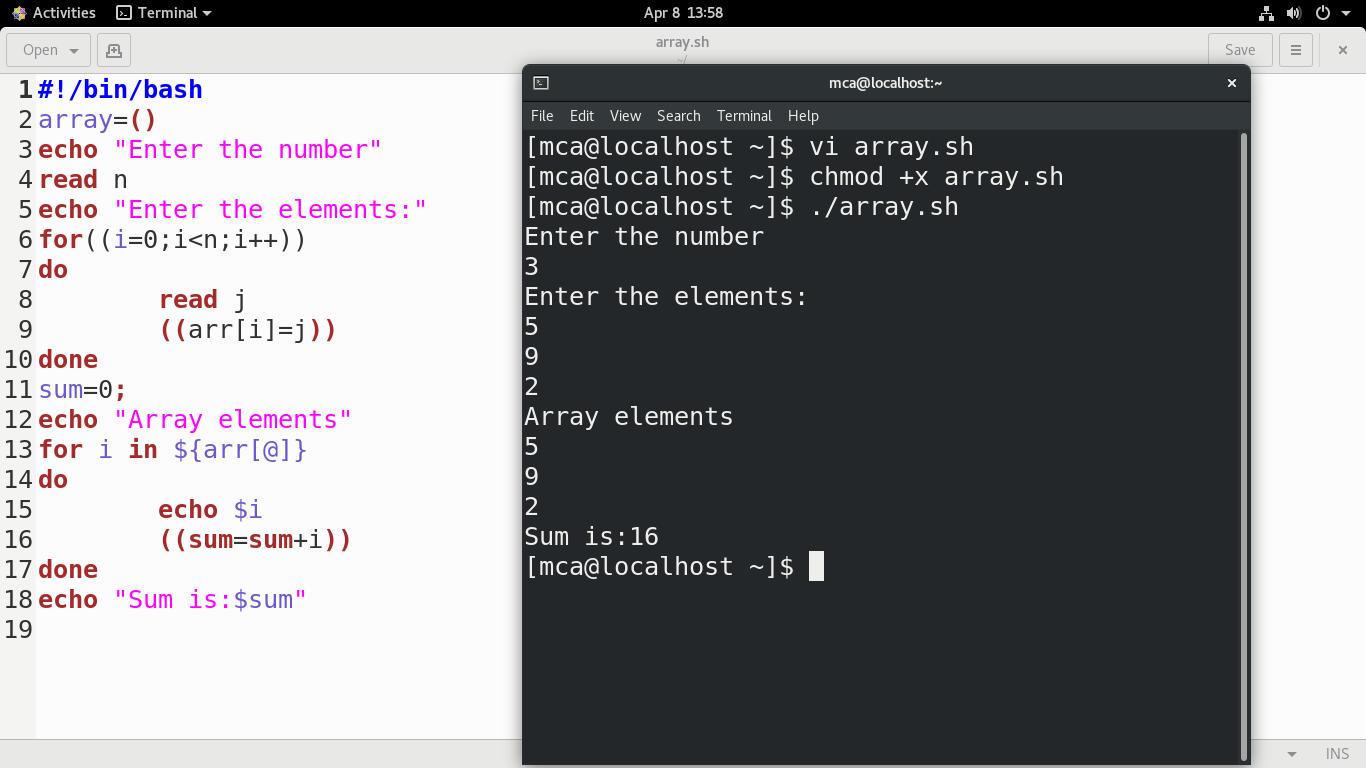 Activities Terminal Apr 8 13:58
Open array.sh Save
~/
1 #!/bin/bash
2 array=()
3 echo "Enter the number"
4 read n
5 echo "Enter the elements:"
6 for((i=0;i<n;i++))
7 do
8         read j
9         ((arr[i]=j))
10 done
11 sum=0;
12 echo "Array elements"
13 for i in ${arr[@]}
14 do
15         echo $i
16         ((sum=sum+i))
17 done
18 echo "Sum is:$sum"
19
mca@localhost:~
File Edit View Search Terminal Help
[mca@localhost ~]$ vi array.sh
[mca@localhost ~]$ chmod +x array.sh
[mca@localhost ~]$ ./array.sh
Enter the number
3
Enter the elements:
5
9
2
Array elements
5
9
2
Sum is:16
[mca@localhost ~]$
INS